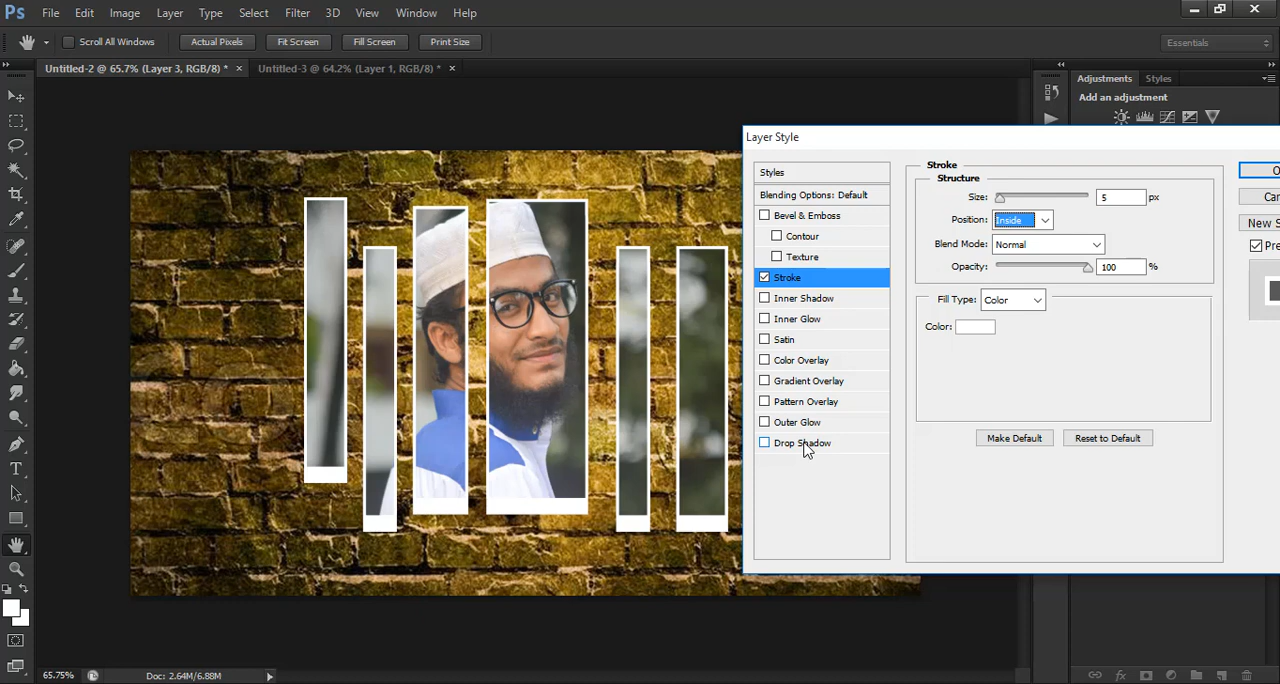 Ps File Edit Image Layer Type Select Filter 3D View Window Help
Scroll All Windows Actual Pixels Fit Screen Fill Screen Print Size Essentials
Untitled-2 @ 65.7% (Layer 3, RGB/8) * × Untitled-3 @ 64.2% (Layer 1, RGB/8) * ×
Adjustments Styles
Add an adjustment
Layer Style
Styles
Blending Options: Default
Bevel & Emboss
Contour
Texture
Stroke
Inner Shadow
Inner Glow
Satin
Color Overlay
Gradient Overlay
Pattern Overlay
Outer Glow
Drop Shadow
Stroke
Structure
Size: 5 px
Position: Inside
Blend Mode: Normal
Opacity: 100 %
Fill Type: Color
Color:
Make Default Reset to Default
O
Can
New S
Pre
65.75% Doc: 2.64M/6.88M